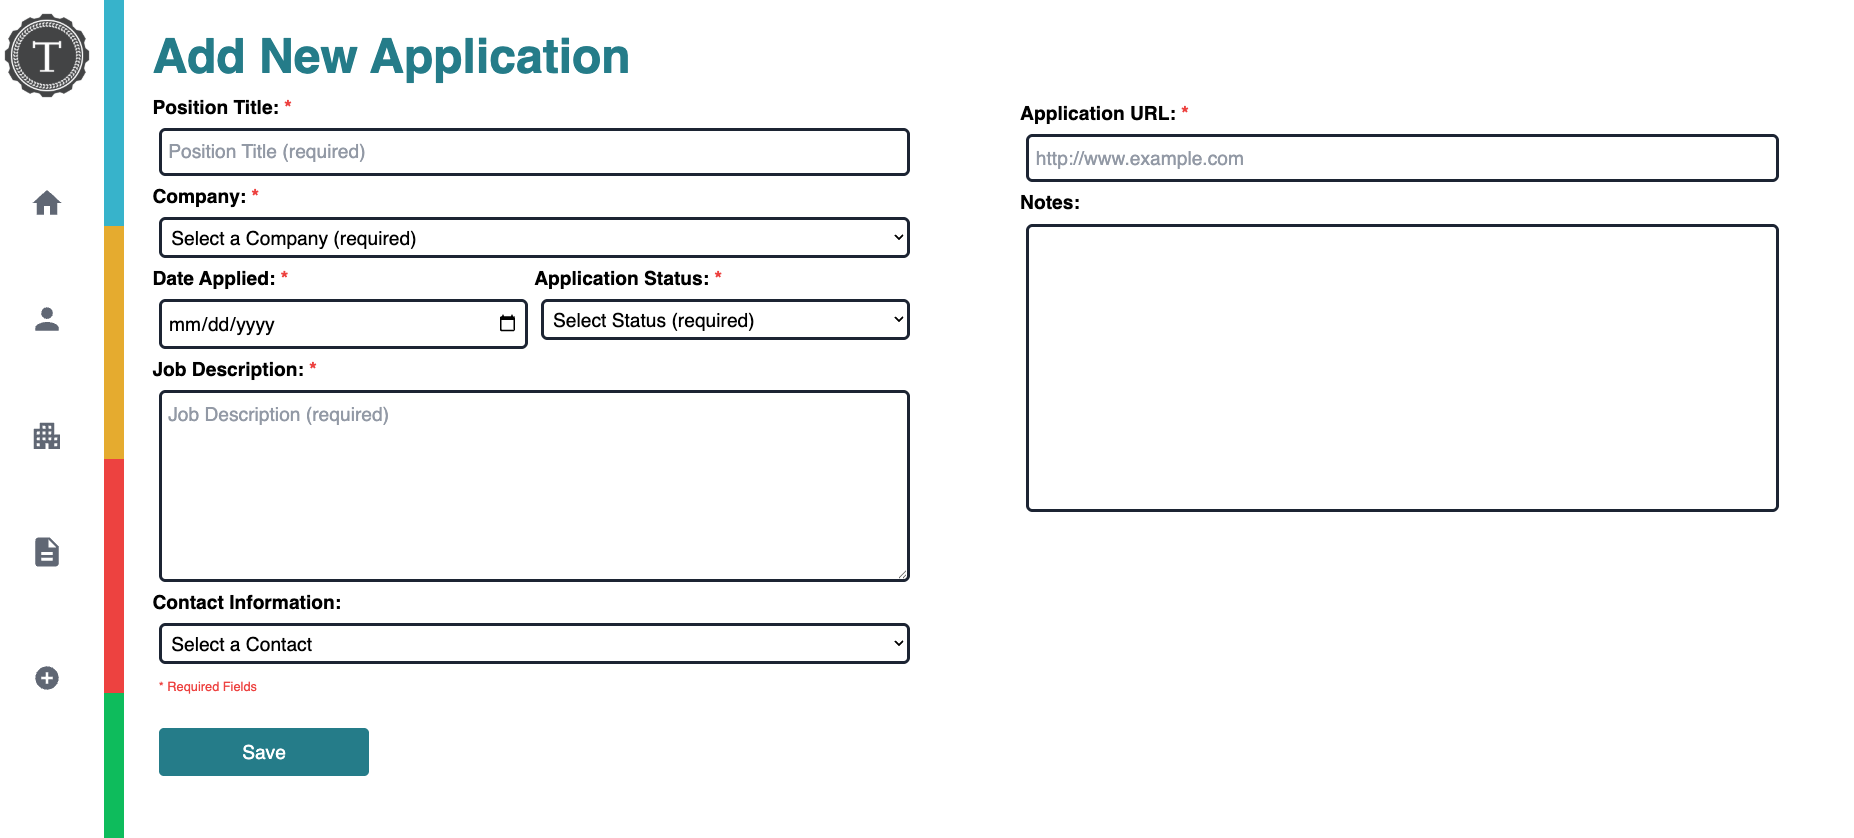 T
Add New Application
Position Title: *
Position Title (required)
Company: *
Select a Company (required)
Date Applied: *
Application Status: *
mm/dd/yyyy
Select Status (required)
Job Description: *
Job Description (required)
Contact Information:
Select a Contact
* Required Fields
Save
Application URL: *
http://www.example.com
Notes: